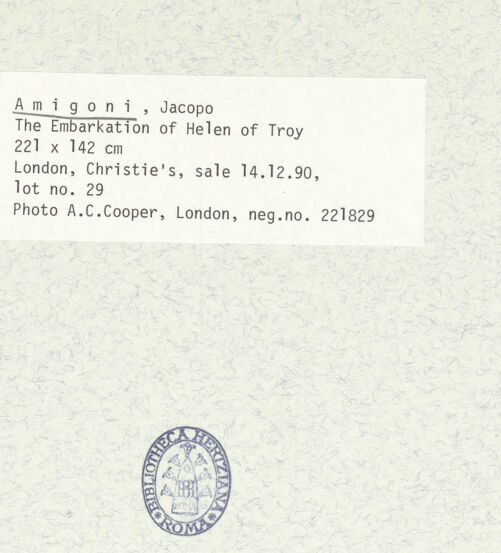 Amigoni, Jacopo
The Embarkation of Helen of Troy
221 x 142 cm
London, Christie's, sale 14.12.90,
lot no. 29
Photo A.C.Cooper, London, neg.no. 221829
BIBLIOTHECA HERTZIANA
ROMA